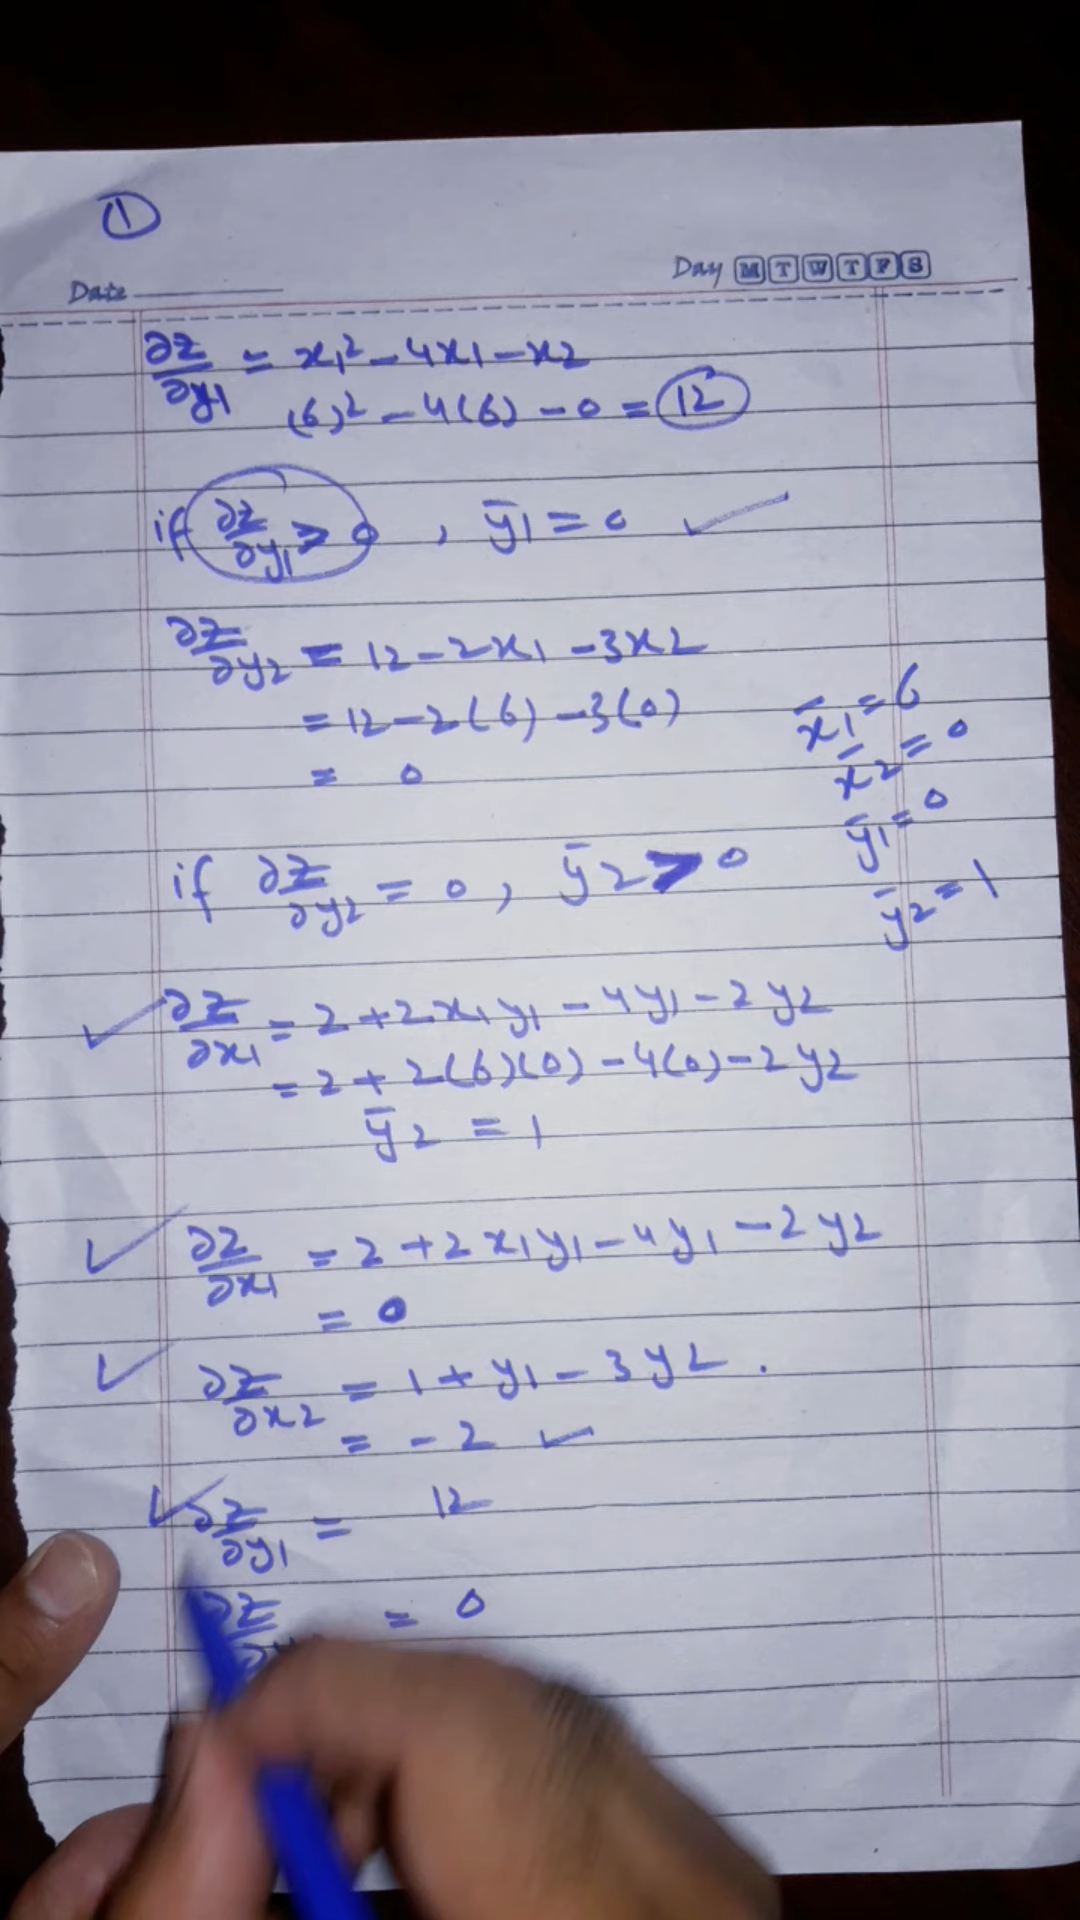 ①
Date
Day M T W T F S
∂z/∂y1 = x1² - 4x1 - x2
(6)² - 4(6) - 0 = 12
if ∂z/∂y1 > 0 , ȳ1 = 0 ✓
∂z/∂y2 = 12 - 2x1 - 3x2
= 12 - 2(6) - 3(0)
= 0
x̄1 = 6
x̄2 = 0
ȳ1 = 0
ȳ2 = 1
if ∂z/∂y2 = 0, ȳ2 > 0
✓ ∂z/∂x1 = 2 + 2x1y1 - 4y1 - 2y2
= 2 + 2(6)(0) - 4(0) - 2y2
ȳ2 = 1
✓ ∂z/∂x1 = 2 + 2x1y1 - 4y1 - 2y2
= 0
✓ ∂z/∂x2 = 1 + y1 - 3y2 .
= -2 ✓
✓ ∂z/∂y1 = 12
= 0